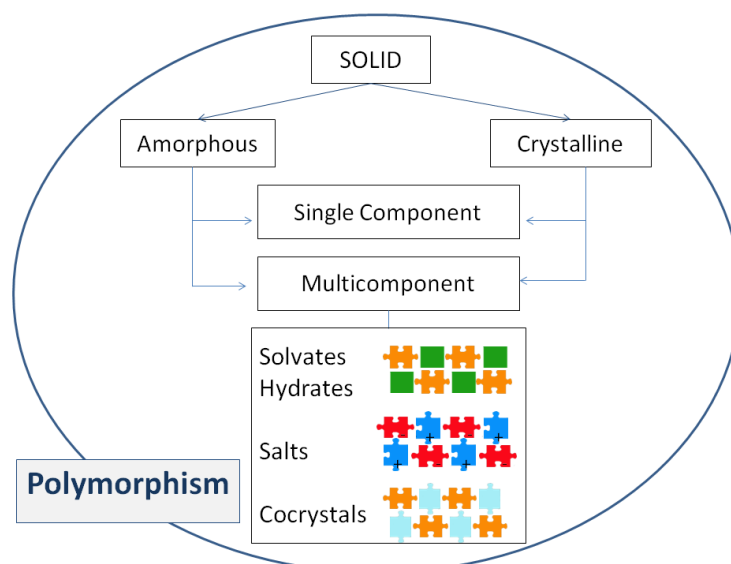 SOLID
Amorphous
Crystalline
Single Component
Multicomponent
Solvates
Hydrates
Salts
Cocrystals
Polymorphism